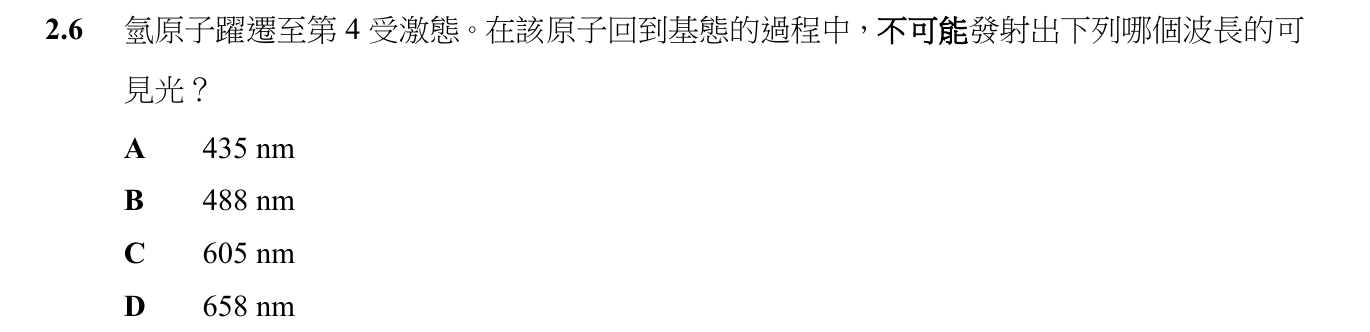 2.6 氫原子躍遷至第 4 受激態。在該原子回到基態的過程中，不可能發射出下列哪個波長的可
見光？
A 435 nm
B 488 nm
C 605 nm
D 658 nm